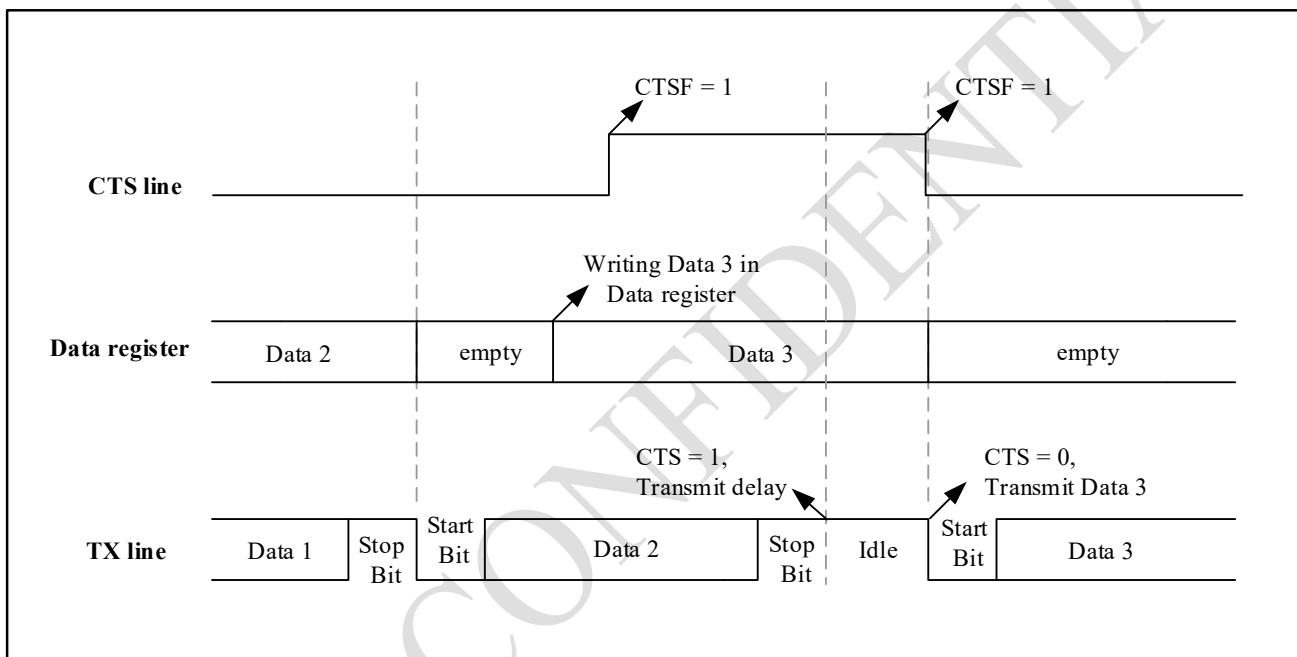 CTSF = 1
CTSF = 1
CTS line
Writing Data 3 in
Data register
Data register
Data 2
empty
Data 3
empty
CTS = 1,
Transmit delay
CTS = 0,
Transmit Data 3
TX line
Data 1
Stop
Bit
Start
Bit
Data 2
Stop
Bit
Idle
Start
Bit
Data 3
CONFIDENTIA